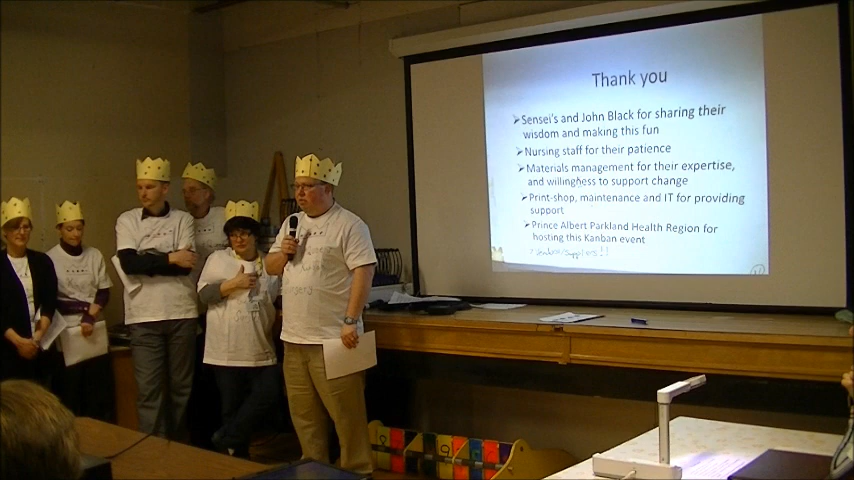 Thank you
➢Sensei's and John Black for sharing their
wisdom and making this fun
➢Nursing staff for their patience
➢Materials management for their expertise,
and willingness to support change
➢Print-shop, maintenance and IT for providing
support
➢Prince Albert Parkland Health Region for
hosting this Kanban event
Suppliers!!